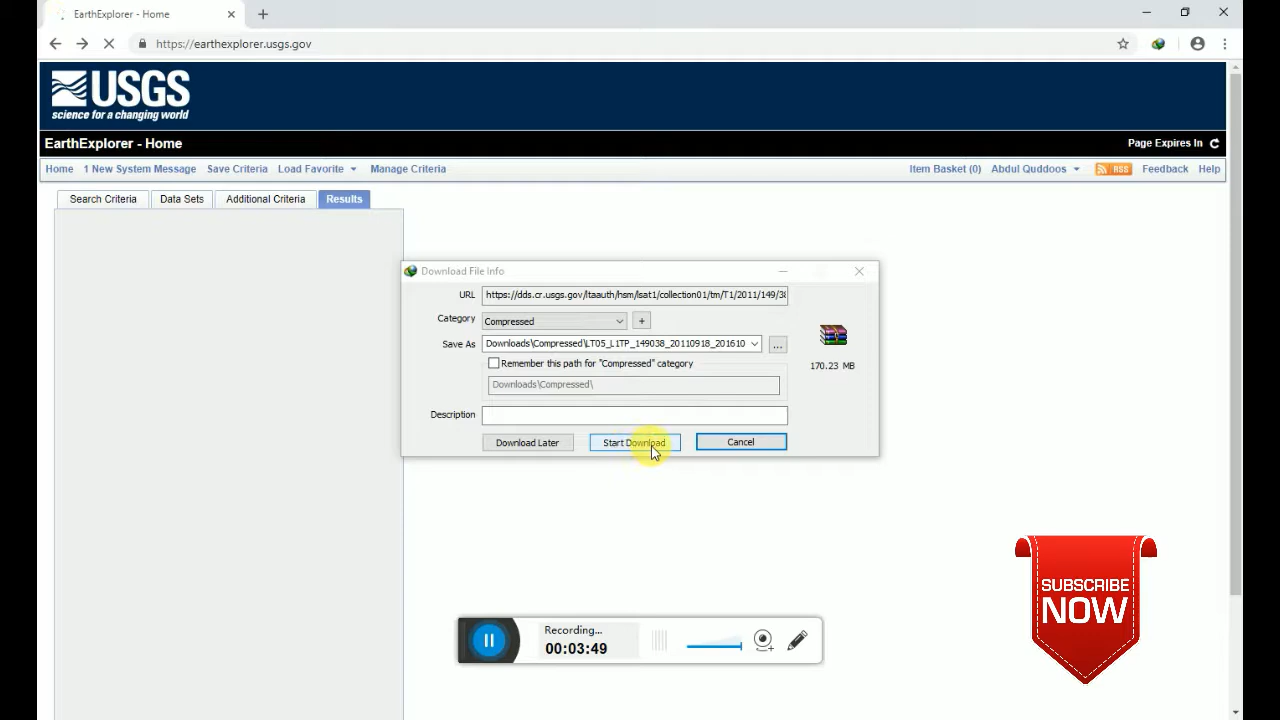 EarthExplorer - Home
https://earthexplorer.usgs.gov
USGS
science for a changing world
EarthExplorer - Home
Page Expires In
Home 1 New System Message Save Criteria Load Favorite Manage Criteria
Item Basket (0) Abdul Quddoos RSS Feedback Help
Search Criteria Data Sets Additional Criteria Results
Download File Info
URL https://dds.cr.usgs.gov/ltaauth/hsm/lsat1/collection01/tm/T1/2011/149/38
Category Compressed +
Save As Downloads\Compressed\LT05_L1TP_149038_20110918_201610 ...
Remember this path for "Compressed" category
170.23 MB
Downloads\Compressed\
Description
Download Later Start Download Cancel
SUBSCRIBE
NOW
Recording...
00:03:49